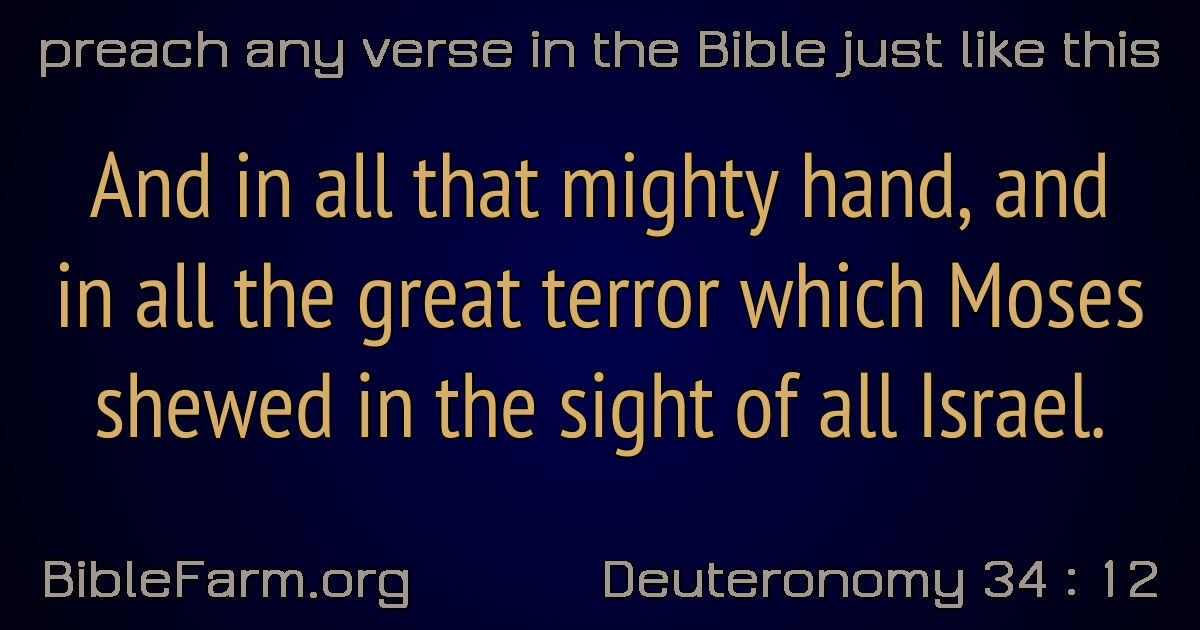 preach any verse in the Bible just like this
And in all that mighty hand, and
in all the great terror which Moses
shewed in the sight of all Israel.
BibleFarm.org
Deuteronomy 34 : 12